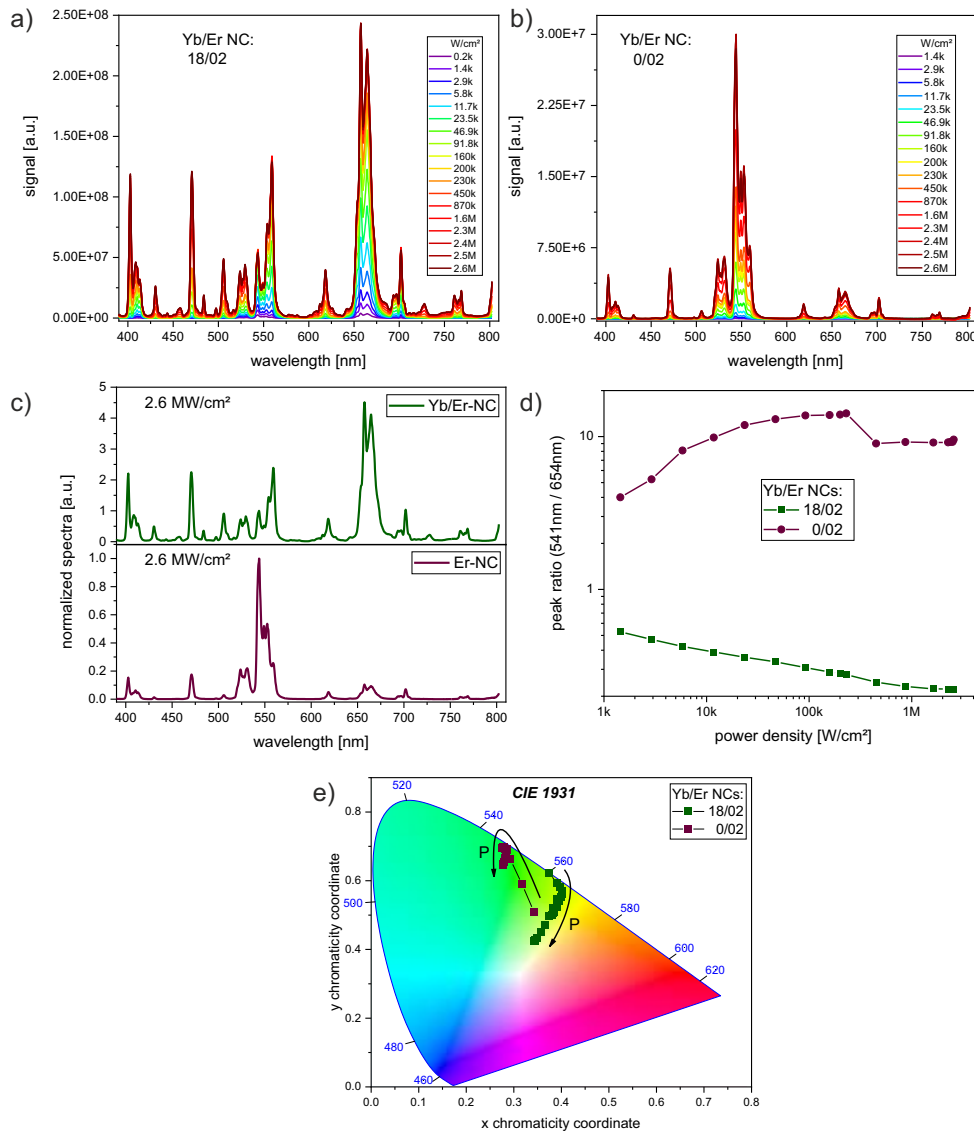 a)
Yb/Er NC:
18/02
2.50E+08
2.00E+08
1.50E+08
1.00E+08
5.00E+07
0.00E+00
signal [a.u.]
400 450 500 550 600 650 700 750 800
wavelength [nm]
W/cm²
0.2k
1.4k
2.9k
5.8k
11.7k
23.5k
46.9k
91.8k
160k
200k
230k
450k
870k
1.6M
2.3M
2.4M
2.5M
2.6M
b)
Yb/Er NC:
0/02
3.00E+7
2.25E+7
1.50E+7
7.50E+6
0.00E+0
signal [a.u.]
400 450 500 550 600 650 700 750 800
wavelength [nm]
W/cm²
1.4k
2.9k
5.8k
11.7k
23.5k
46.9k
91.8k
160k
200k
230k
450k
870k
1.6M
2.3M
2.4M
2.5M
2.6M
c)
2.6 MW/cm²
Yb/Er-NC
5
4
3
2
1
0
2.6 MW/cm²
Er-NC
1.0
0.8
0.6
0.4
0.2
0.0
normalized spectra [a.u.]
400 450 500 550 600 650 700 750 800
wavelength [nm]
d)
10
1
peak ratio (541nm / 654nm)
Yb/Er NCs:
18/02
0/02
1k 10k 100k 1M
power density [W/cm²]
e)
CIE 1931
Yb/Er NCs:
18/02
0/02
520
540
560
580
600
620
500
480
460
P
P
0.8
0.6
0.4
0.2
0.0
y chromaticity coordinate
0.0 0.1 0.2 0.3 0.4 0.5 0.6 0.7 0.8
x chromaticity coordinate